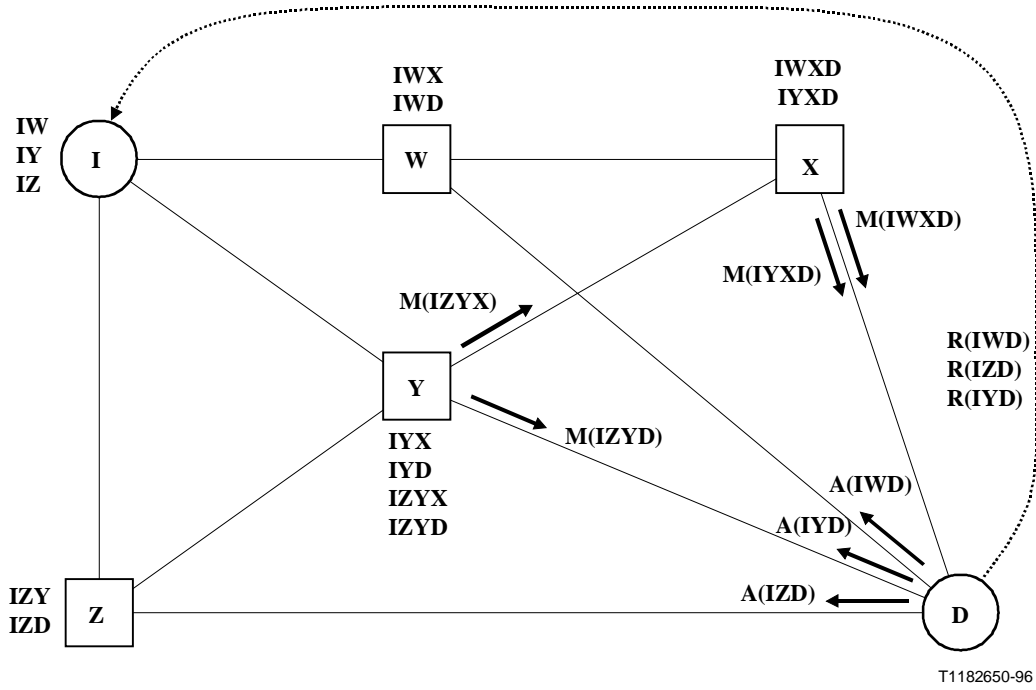 IWX
IWD
IWXD
IYXD
IW
IY
IZ
I
W
X
M(IWXD)
M(IYXD)
M(IZYX)
R(IWD)
R(IZD)
R(IYD)
Y
M(IZYD)
IYX
IYD
IZYX
IZYD
A(IWD)
A(IYD)
A(IZD)
IZY
IZD
Z
D
T1182650-96